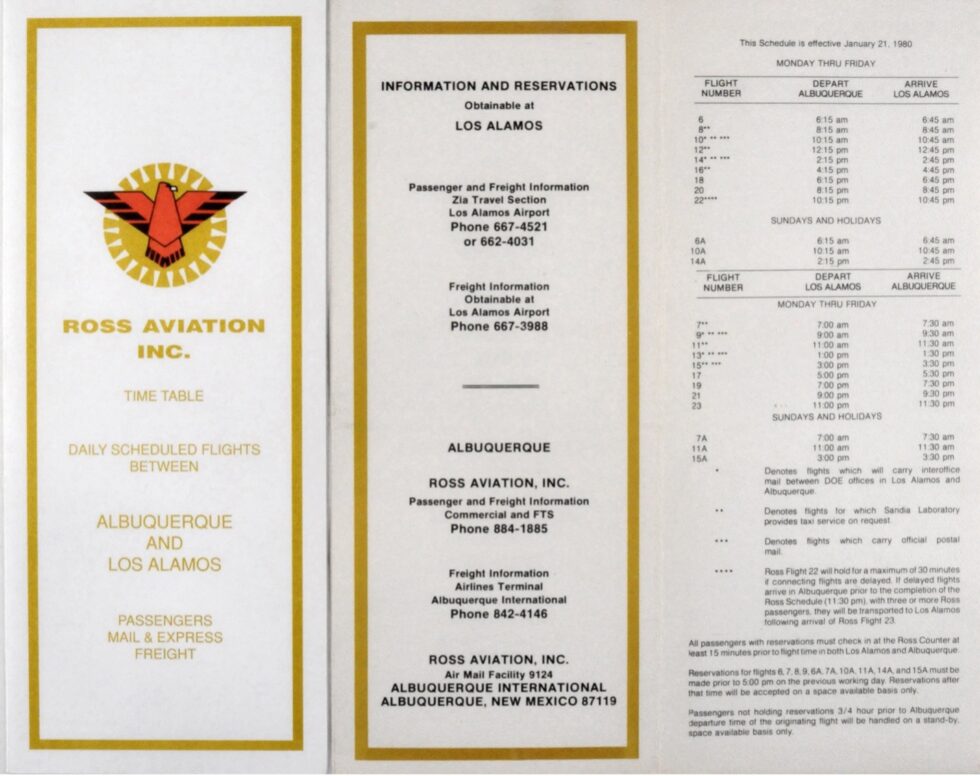 ROSS AVIATION
INC.
TIME TABLE
DAILY SCHEDULED FLIGHTS
BETWEEN
ALBUQUERQUE
AND
LOS ALAMOS
PASSENGERS
MAIL & EXPRESS
FREIGHT
INFORMATION AND RESERVATIONS
Obtainable at
LOS ALAMOS
Passenger and Freight Information
Zia Travel Section
Los Alamos Airport
Phone 667-4521
or 662-4031
Freight Information
Obtainable at
Los Alamos Airport
Phone 667-3988
ALBUQUERQUE
ROSS AVIATION, INC.
Passenger and Freight Information
Commercial and FTS
Phone 884-1885
Freight Information
Airlines Terminal
Albuquerque International
Phone 842-4146
ROSS AVIATION, INC.
Air Mail Facility 9124
ALBUQUERQUE INTERNATIONAL
ALBUQUERQUE, NEW MEXICO 87119
This Schedule is effective January 21, 1980
MONDAY THRU FRIDAY
FLIGHT DEPART ARRIVE
NUMBER ALBUQUERQUE LOS ALAMOS
6 6:15 am 6:45 am
8** 8:15 am 8:45 am
10* ** *** 10:15 am 10:45 am
12** 12:15 pm 12:45 pm
14* ** *** 2:15 pm 2:45 pm
16** 4:15 pm 4:45 pm
18 6:15 pm 6:45 pm
20 8:15 pm 8:45 pm
22**** 10:15 pm 10:45 pm
SUNDAYS AND HOLIDAYS
6A 6:15 am 6:45 am
10A 10:15 am 10:45 am
14A 2:15 pm 2:45 pm
FLIGHT DEPART ARRIVE
NUMBER LOS ALAMOS ALBUQUERQUE
MONDAY THRU FRIDAY
7** 7:00 am 7:30 am
9* ** *** 9:00 am 9:30 am
11** 11:00 am 11:30 am
13* ** *** 1:00 pm 1:30 pm
15** *** 3:00 pm 3:30 pm
17 5:00 pm 5:30 pm
19 7:00 pm 7:30 pm
21 9:00 pm 9:30 pm
23 11:00 pm 11:30 pm
SUNDAYS AND HOLIDAYS
7A 7:00 am 7:30 am
11A 11:00 am 11:30 am
15A 3:00 pm 3:30 pm
* Denotes flights which will carry interoffice
mail between DOE offices in Los Alamos and
Albuquerque.
** Denotes flights for which Sandia Laboratory
provides taxi service on request.
*** Denotes flights which carry official postal
mail.
**** Ross Flight 22 will hold for a maximum of 30 minutes
if connecting flights are delayed. If delayed flights
arrive in Albuquerque prior to the completion of the
Ross Schedule (11:30 pm), with three or more Ross
passengers, they will be transported to Los Alamos
following arrival of Ross Flight 23.
All passengers with reservations must check in at the Ross Counter at
least 15 minutes prior to flight time in both Los Alamos and Albuquerque.
Reservations for flights 6, 7, 8, 9, 6A, 7A, 10A, 11A, 14A, and 15A must be
made prior to 5:00 pm on the previous working day. Reservations after
that time will be accepted on a space available basis only.
Passengers not holding reservations 3/4 hour prior to Albuquerque
departure time of the originating flight will be handled on a stand-by,
space available basis only.